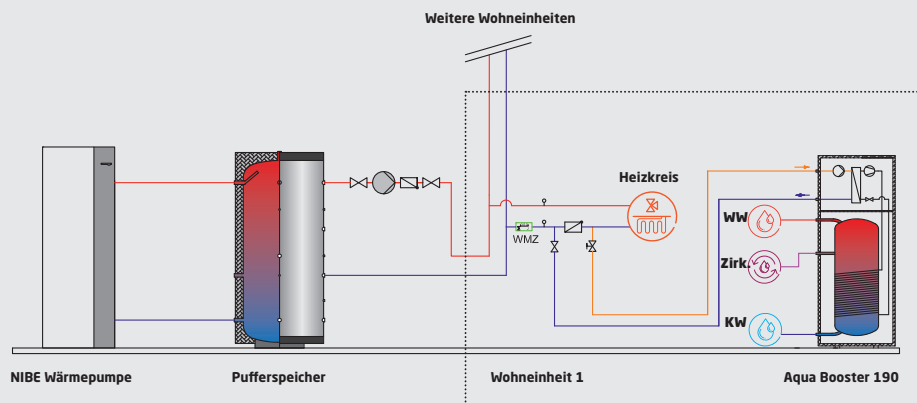 Weitere Wohneinheiten
Heizkreis
WW
WMZ
Zirk.
KW
NIBE Wärmepumpe
Pufferspeicher
Wohneinheit 1
Aqua Booster 190